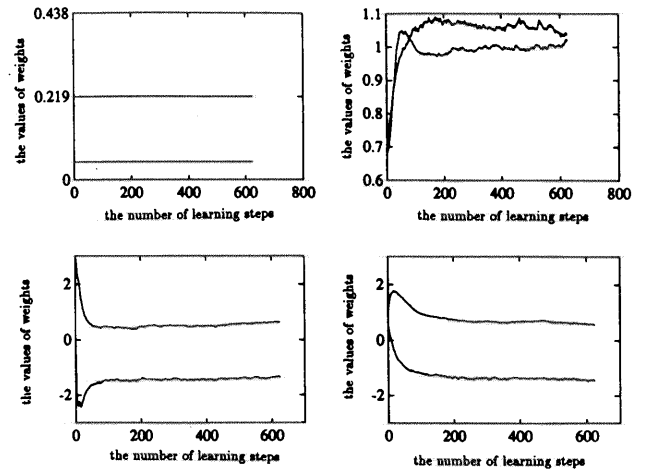 0.438
0.219
0
the values of weights
0 200 400 600 800
the number of learning steps
1.1
1
0.9
0.8
0.7
0.6
the values of weights
0 200 400 600 800
the number of learning steps
2
0
-2
the values of weights
0 200 400 600
the number of learning steps
2
0
-2
the values of weights
0 200 400 600
the number of learning steps